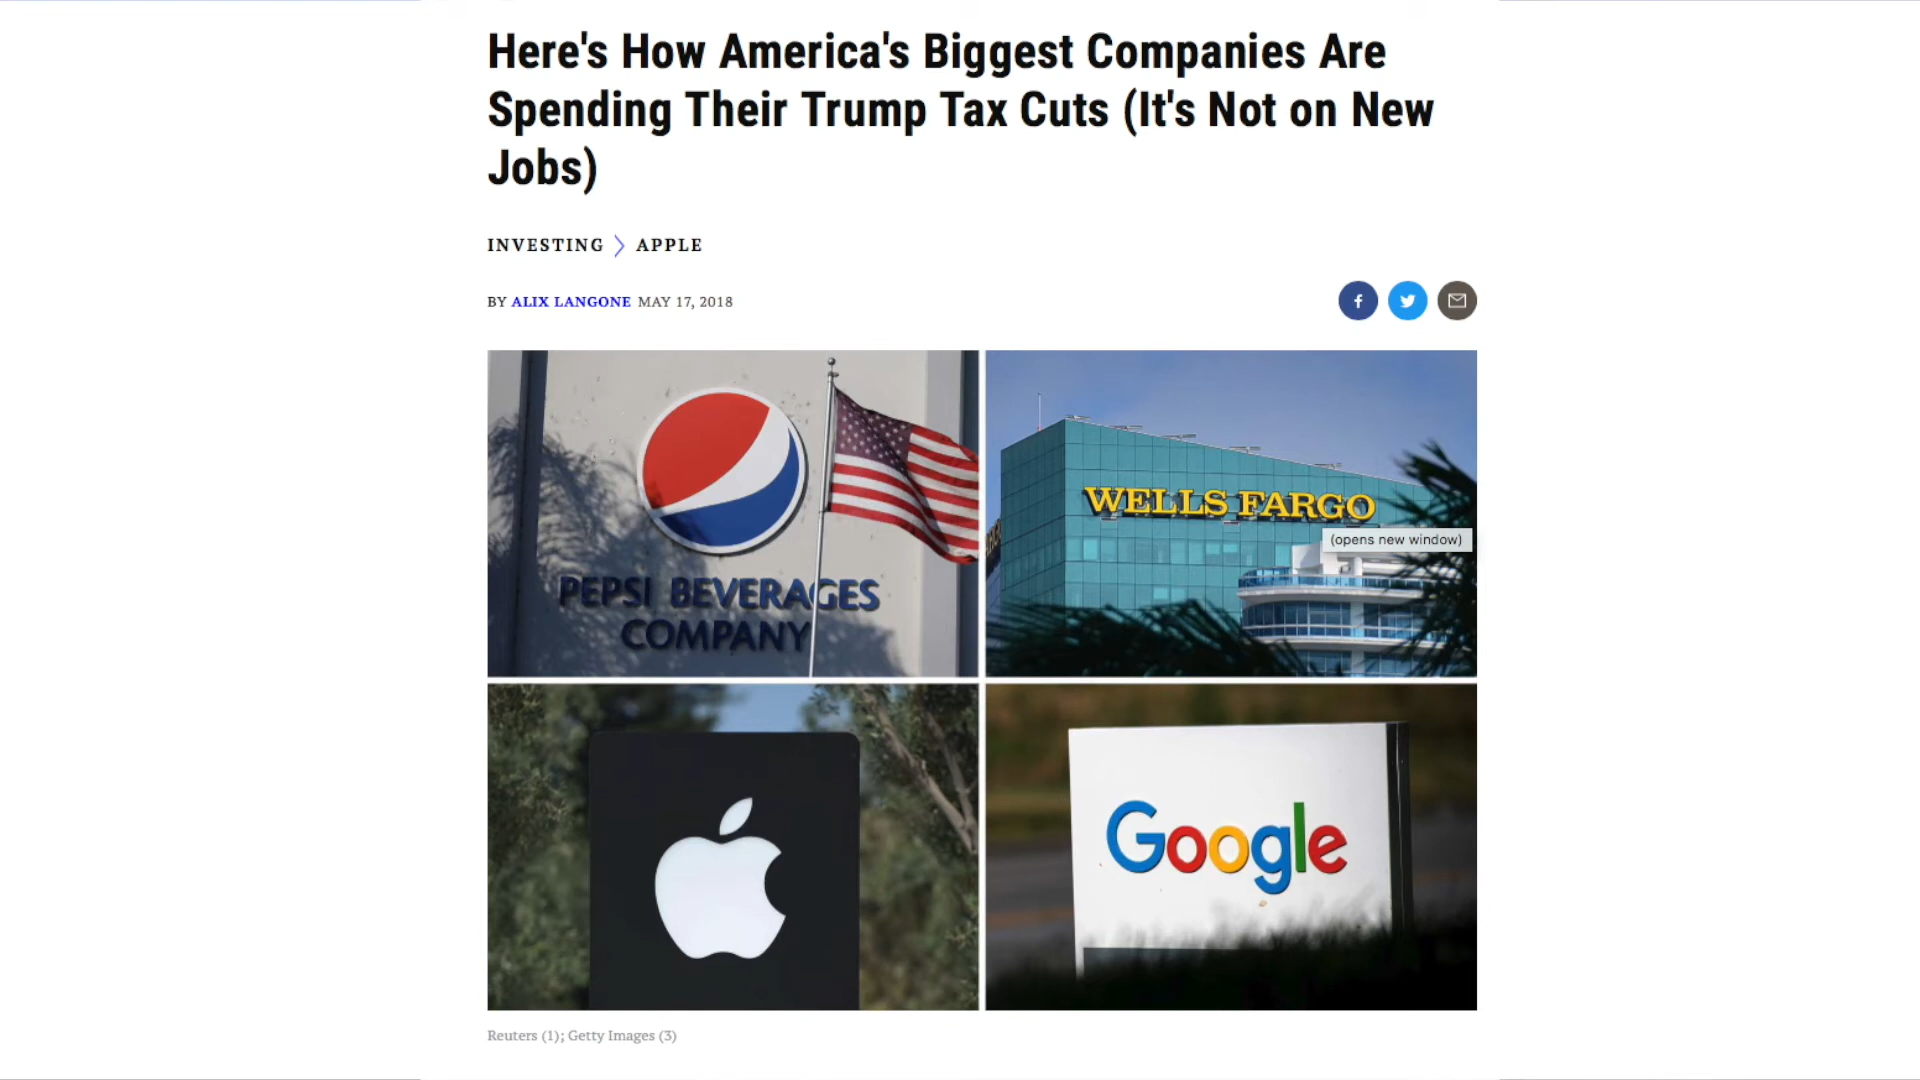 Here's How America's Biggest Companies Are
Spending Their Trump Tax Cuts (It's Not on New
Jobs)
INVESTING APPLE
BY ALIX LANGONE MAY 17, 2018
PEPSI BEVERAGES
COMPANY
WELLS FARGO
(opens new window)
Google
Reuters (1); Getty Images (3)